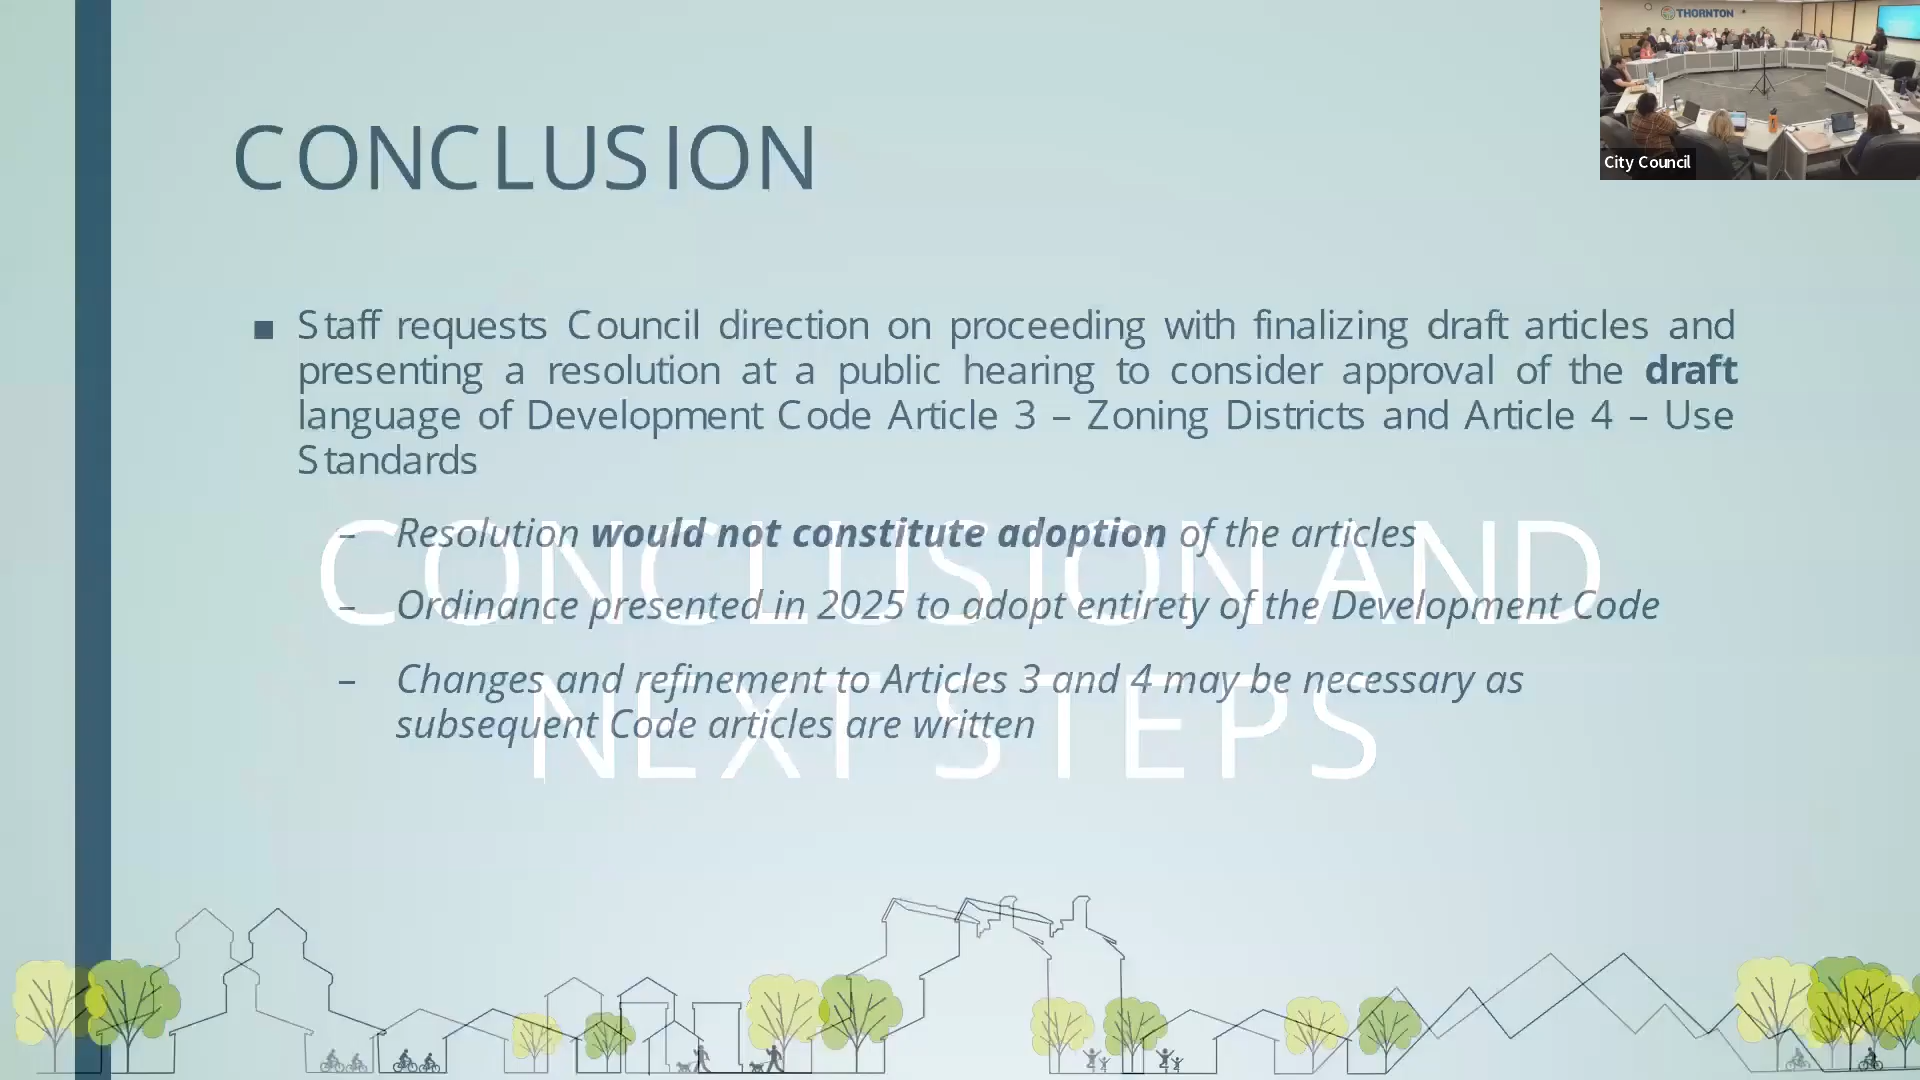 THORNTON
City Council
CONCLUSION
■ Staff requests Council direction on proceeding with finalizing draft articles and
presenting a resolution at a public hearing to consider approval of the draft
language of Development Code Article 3 – Zoning Districts and Article 4 – Use
Standards
– Resolution would not constitute adoption of the articles
– Ordinance presented in 2025 to adopt entirety of the Development Code
– Changes and refinement to Articles 3 and 4 may be necessary as
subsequent Code articles are written
CONCLUSION AND
NEXT STEPS